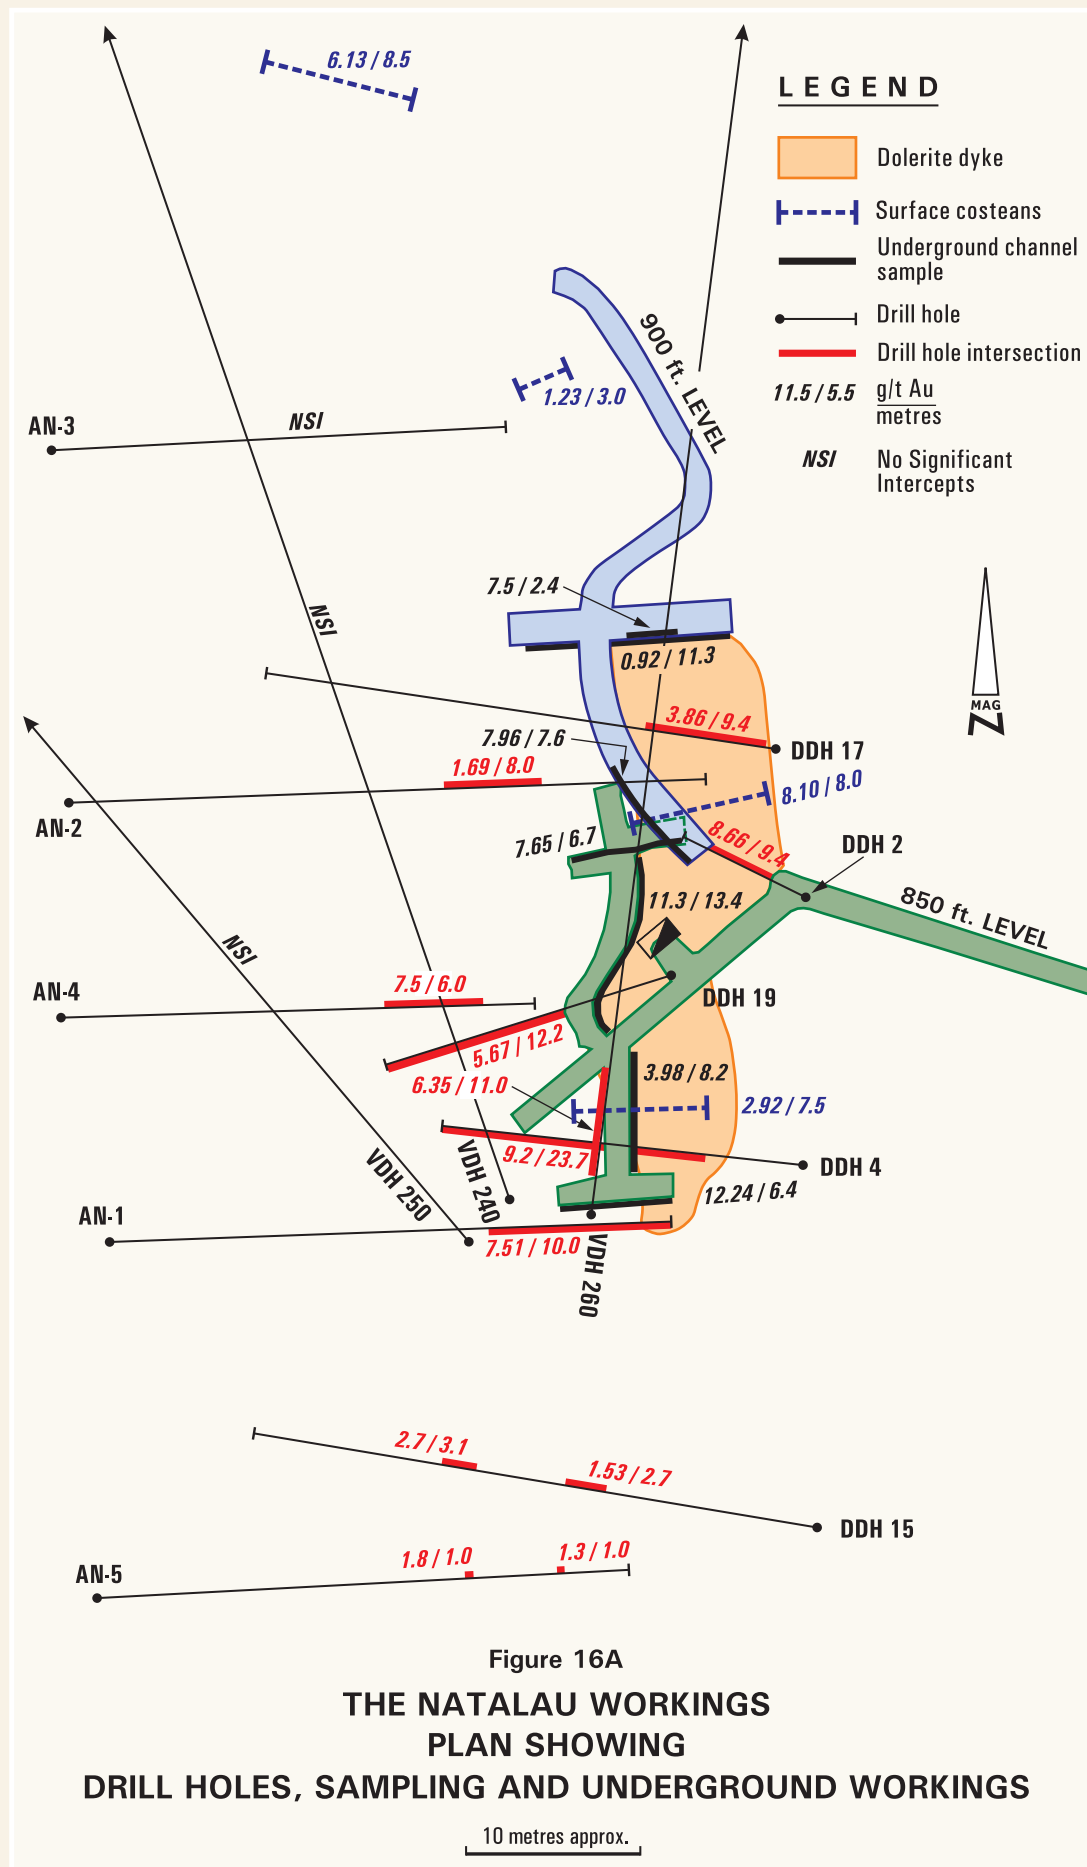 6.13 / 8.5
LEGEND
Dolerite dyke
Surface costeans
Underground channel
sample
Drill hole
Drill hole intersection
11.5 / 5.5
g/t Au
metres
NSI
No Significant
Intercepts
900 ft. LEVEL
1.23 / 3.0
AN-3
NSI
7.5 / 2.4
NSI
0.92 / 11.3
MAG
N
3.86 / 9.4
7.96 / 7.6
DDH 17
1.69 / 8.0
8.10 / 8.0
AN-2
7.65 / 6.7
8.66 / 9.4
DDH 2
11.3 / 13.4
850 ft. LEVEL
NSI
7.5 / 6.0
AN-4
DDH 19
5.67 / 12.2
6.35 / 11.0
3.98 / 8.2
2.92 / 7.5
9.2 / 23.7
DDH 4
VDH 250
VDH 240
12.24 / 6.4
AN-1
7.51 / 10.0
VDH 260
2.7 / 3.1
1.53 / 2.7
DDH 15
1.8 / 1.0
1.3 / 1.0
AN-5
Figure 16A
THE NATALAU WORKINGS
PLAN SHOWING
DRILL HOLES, SAMPLING AND UNDERGROUND WORKINGS
10 metres approx.